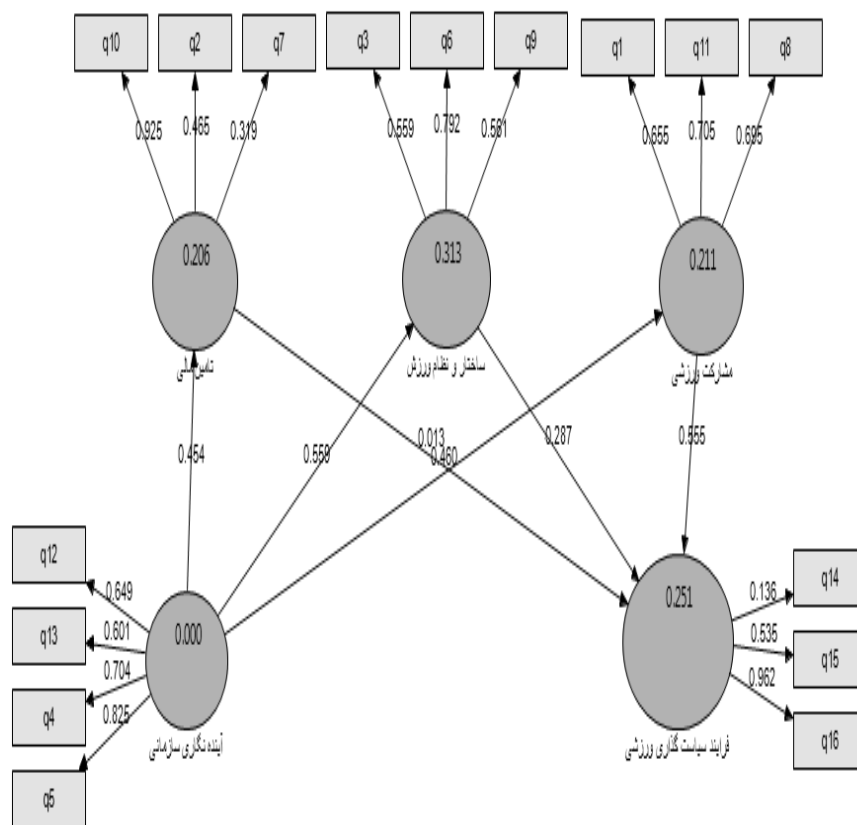 q10 q2 q7 q3 q6 q9 q1 q11 q8
0.925 0.465 0.319 0.559 0.792 0.561 0.655 0.705 0.695
0.206 0.313 0.211
تامین مالی
ساختار و نظام ورزش
مشارکت ورزشی
0.454 0.559 0.013 0.460 0.287 0.555
q12 0.649
q13 0.601
q4 0.704
q5 0.825
0.000
آینده نگاری سازمانی
0.251
فرایند سیاست گذاری ورزشی
0.136 q14
0.535 q15
0.962 q16